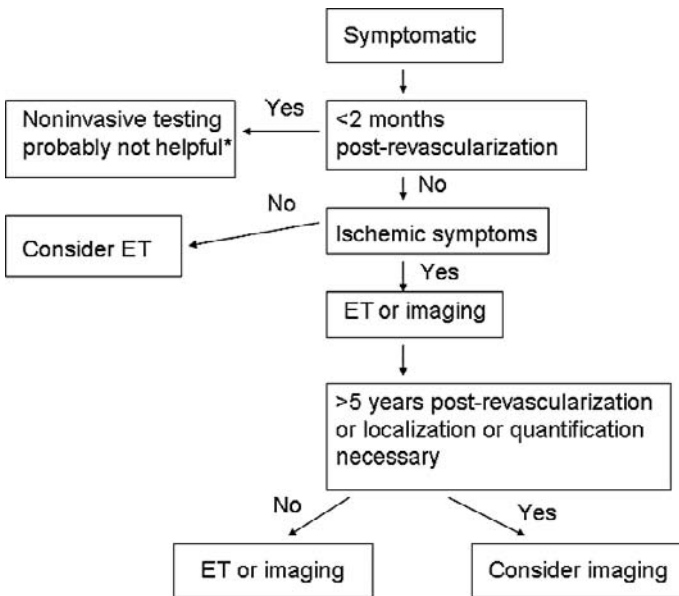 Symptomatic
Yes
Noninvasive testing
probably not helpful*
<2 months
post-revascularization
No
No
Consider ET
Ischemic symptoms
Yes
ET or imaging
>5 years post-revascularization
or localization or quantification
necessary
No
Yes
ET or imaging
Consider imaging